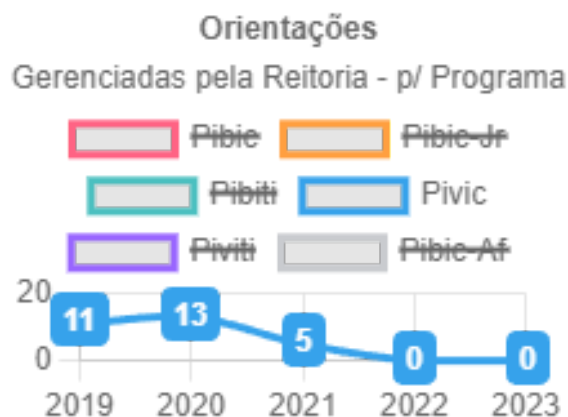 Orientações
Gerenciadas pela Reitoria - p/ Programa
Pibic Pibic-Jr
Pibiti Pivic
Piviti Pibic-Af
20
11 13 5 0 0
0
2019 2020 2021 2022 2023